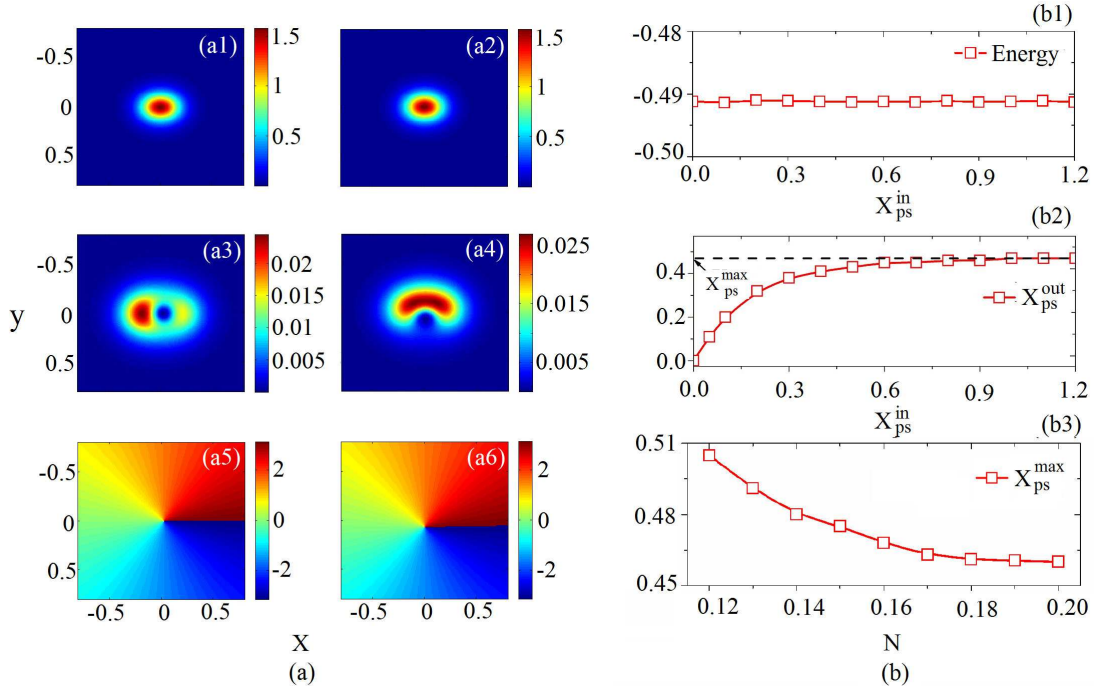 (a1)
-0.5
0
0.5
1.5
1
0.5
(a2)
1.5
1
0.5
(a3)
-0.5
0
0.5
0.02
0.015
0.01
0.005
(a4)
0.025
0.015
0.005
y
(a5)
-0.5
0
0.5
2
0
-2
-0.5 0 0.5
(a6)
2
0
-2
-0.5 0 0.5
X
(a)
(b1)
-0.48
-0.49
-0.50
Energy
0.0 0.3 0.6 0.9 1.2
X_ps^in
(b2)
0.4
0.2
0.0
X_ps^max
X_ps^out
0.0 0.3 0.6 0.9 1.2
X_ps^in
(b3)
0.51
0.48
0.45
X_ps^max
0.12 0.14 0.16 0.18 0.20
N
(b)